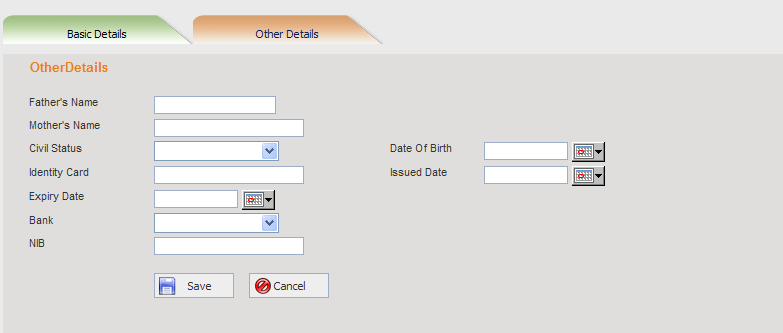 Basic Details
Other Details
OtherDetails
Father's Name
Mother's Name
Civil Status
Date Of Birth
Identity Card
Issued Date
Expiry Date
Bank
NIB
Save
Cancel